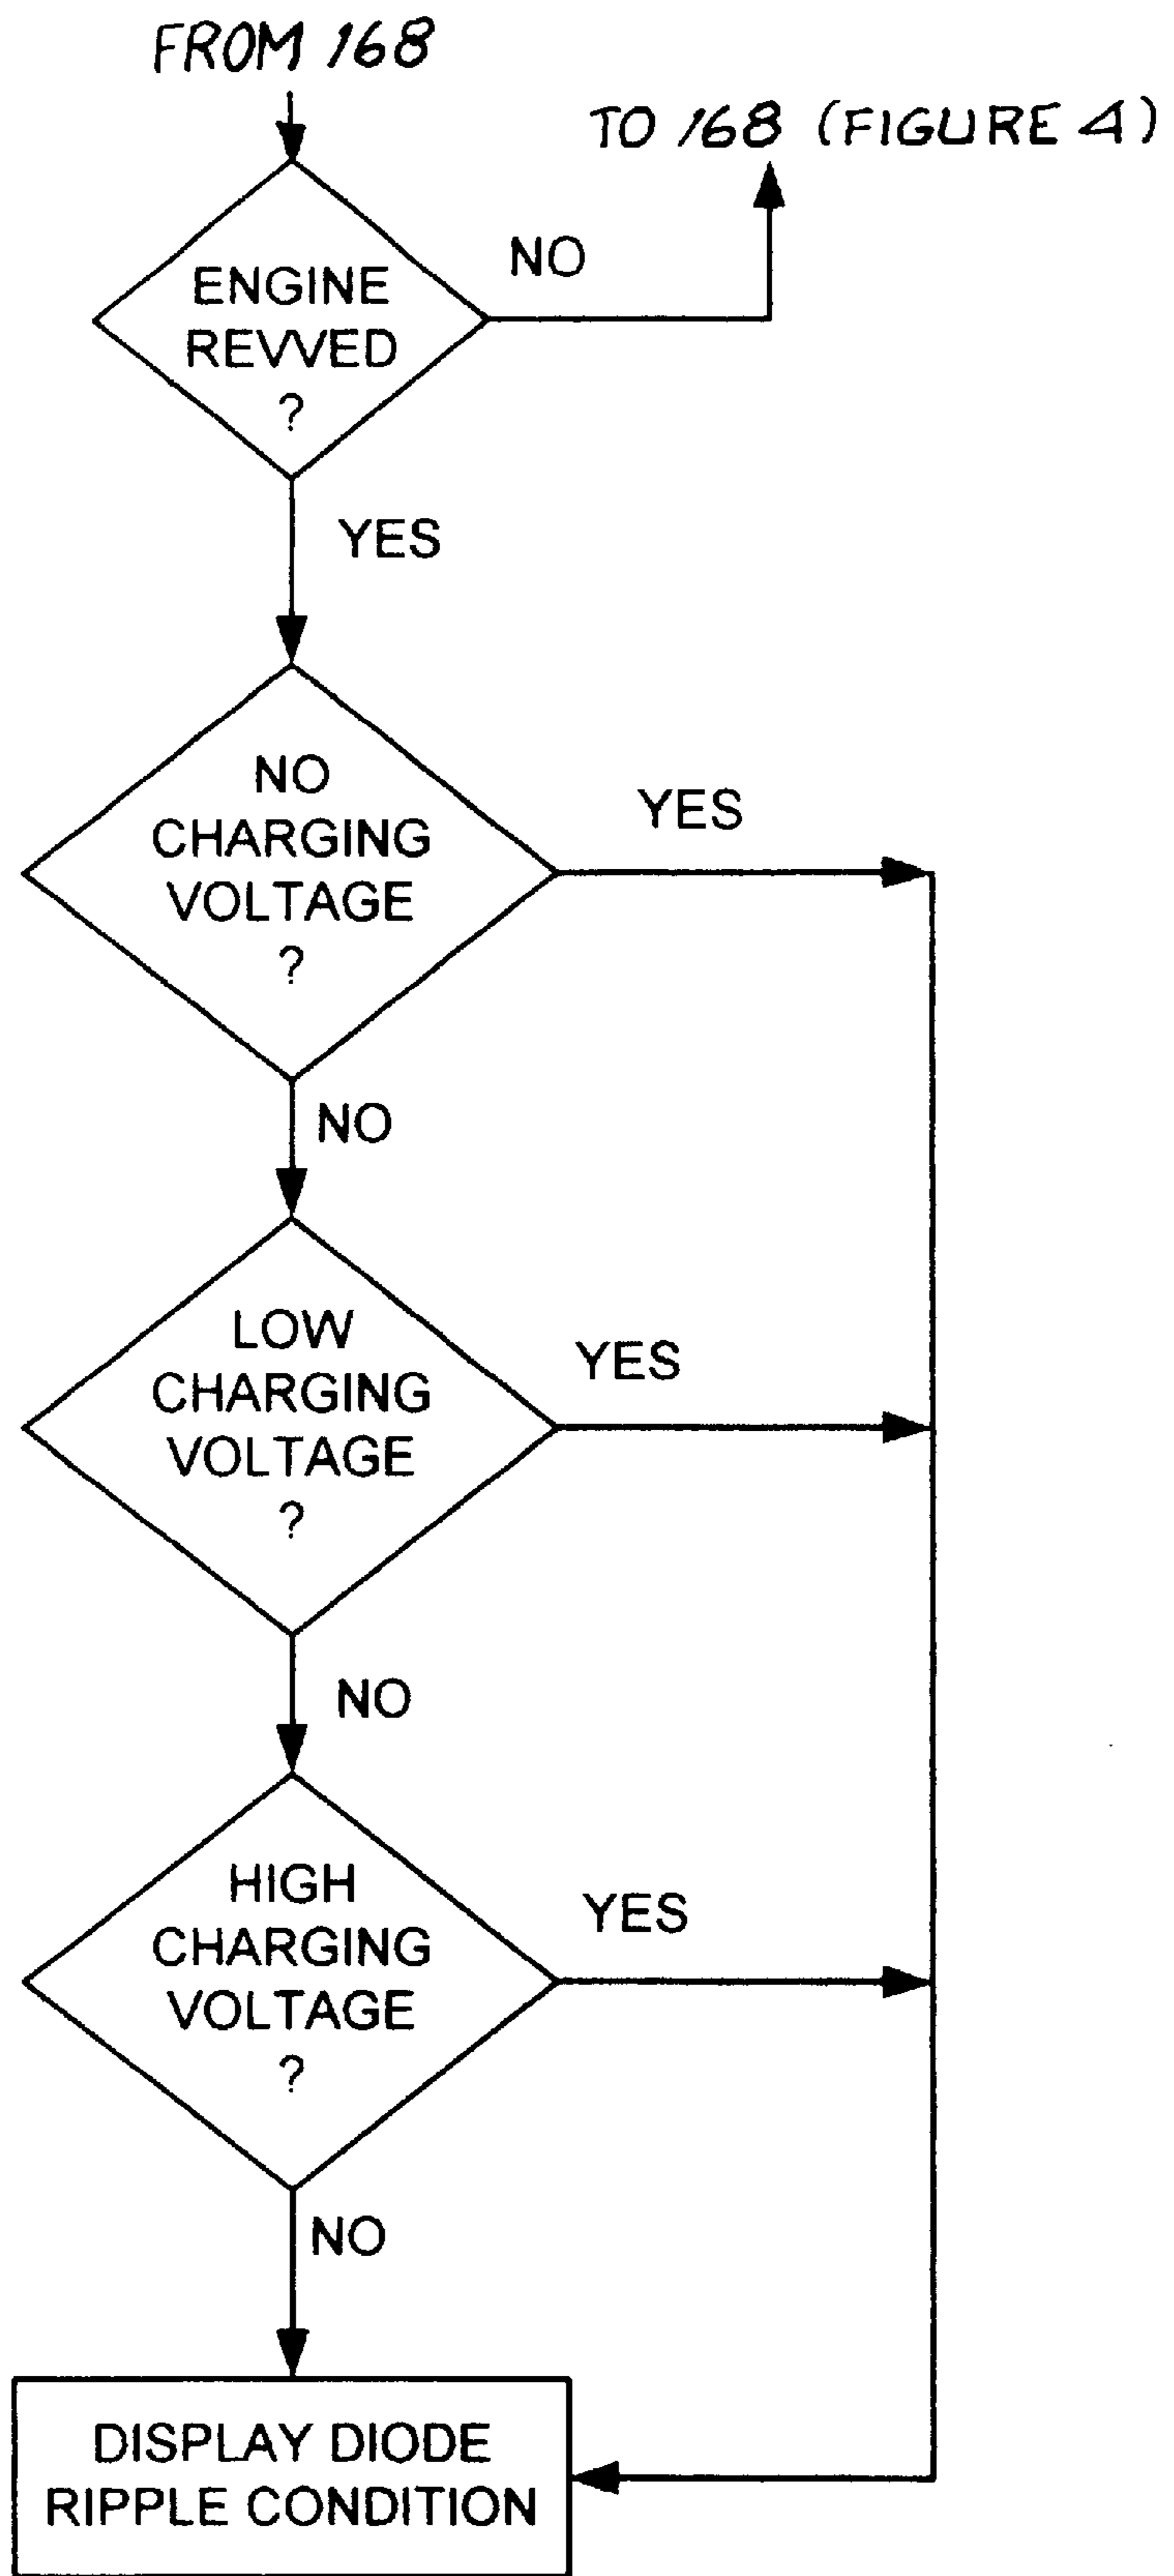 FROM 168
TO 168 (FIGURE 4)
ENGINE
REVVED
?
NO
YES
NO
CHARGING
VOLTAGE
?
YES
NO
LOW
CHARGING
VOLTAGE
?
YES
NO
HIGH
CHARGING
VOLTAGE
?
YES
NO
DISPLAY DIODE
RIPPLE CONDITION